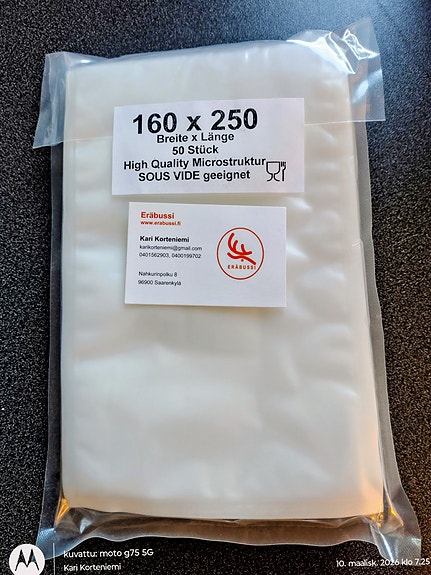 160 x 250
Breite x Länge
50 Stück
High Quality Microstruktur
SOUS VIDE geeignet
Eräbussi
www.erabussi.fi
Kari Korteniemi
karikorteniemi@gmail.com
0401562903, 0400199702
ERÄBUSSI
Nahkurinpolku 8
96900 Saarenkylä
kuvattu: moto g75 5G
Kari Korteniemi
10. maalisk. 2026 klo 7.25